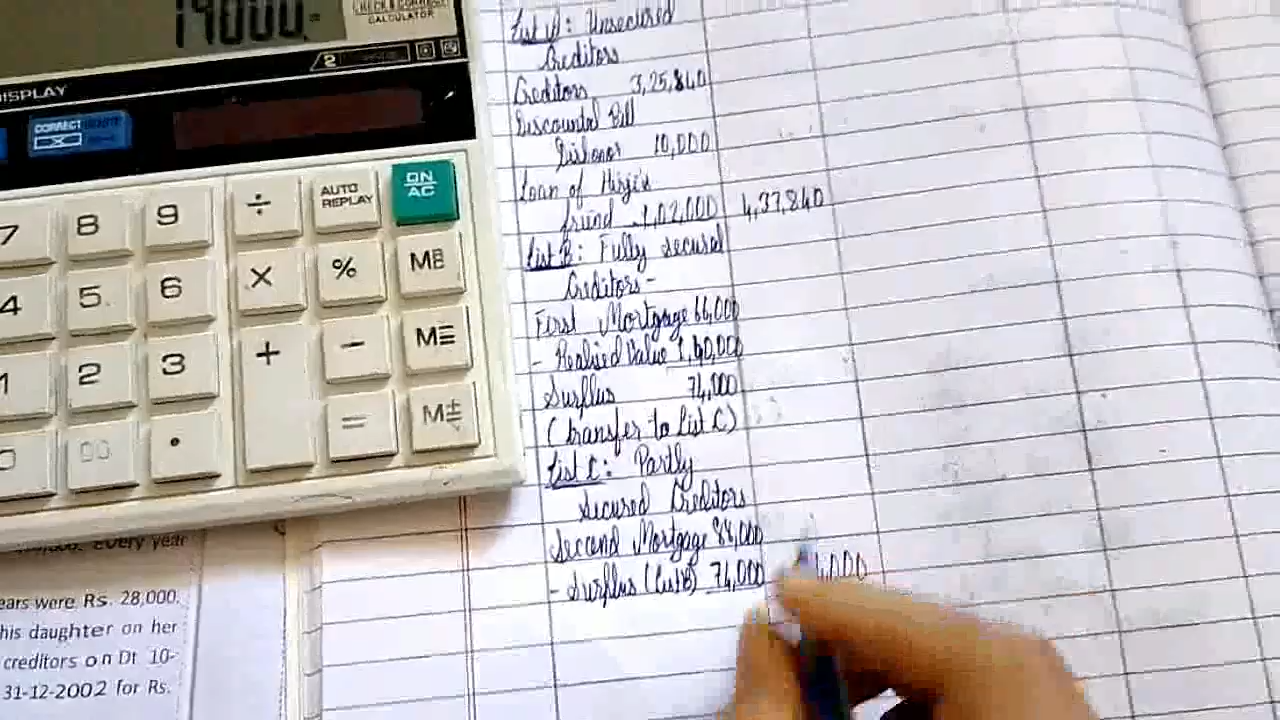 14000
CHECK & CORRECT
CALCULATOR
DISPLAY
CORRECT
7 8 9 ÷ AUTO REPLAY ON/AC
4 5 6 × %
1 2 3 + −
0 00 • =
List A: Unsecured
Creditors
Creditors 3,25,840
Discounted Bill
Dishonor 10,000
Loan of
friend 1,02,000 4,37,840
List B: Fully secured
Creditors-
First Mortgage 66,000
- Realised Value 1,40,000
Surplus 74,000
(transfer to List C)
List C: Partly
Secured Creditors
Second Mortgage 88,000
- Surplus (List B) 74,000 14,000
Every year
ears were Rs. 28,000.
his daughter on her
creditors on Dt 10-
31-12-2002 for Rs.